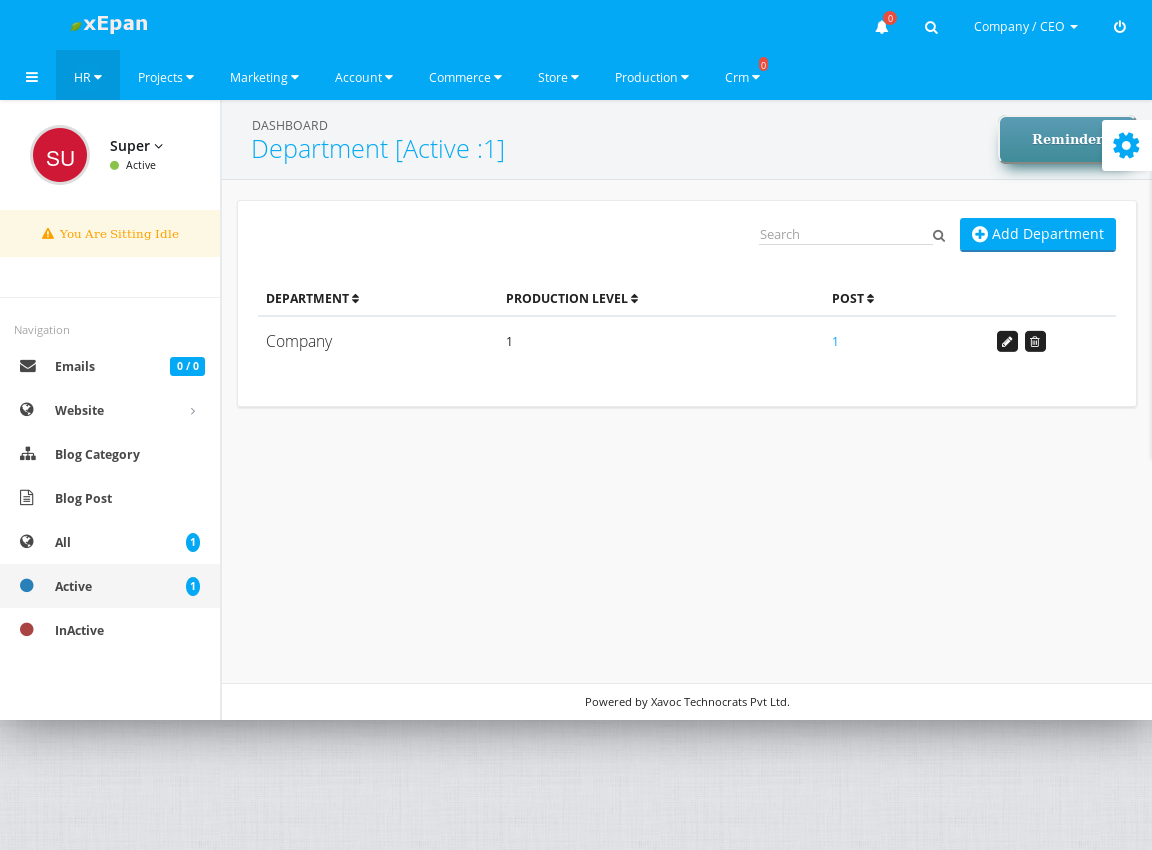 xEpan
0
Company / CEO
HR
Projects
Marketing
Account
Commerce
Store
Production
Crm
0
SU
Super
Active
You Are Sitting Idle
Navigation
Emails 0 / 0
Website
Blog Category
Blog Post
All 1
Active 1
InActive
DASHBOARD
Department [Active :1]
Reminder
Search
Add Department
DEPARTMENT PRODUCTION LEVEL POST
Company 1 1
Powered by Xavoc Technocrats Pvt Ltd.